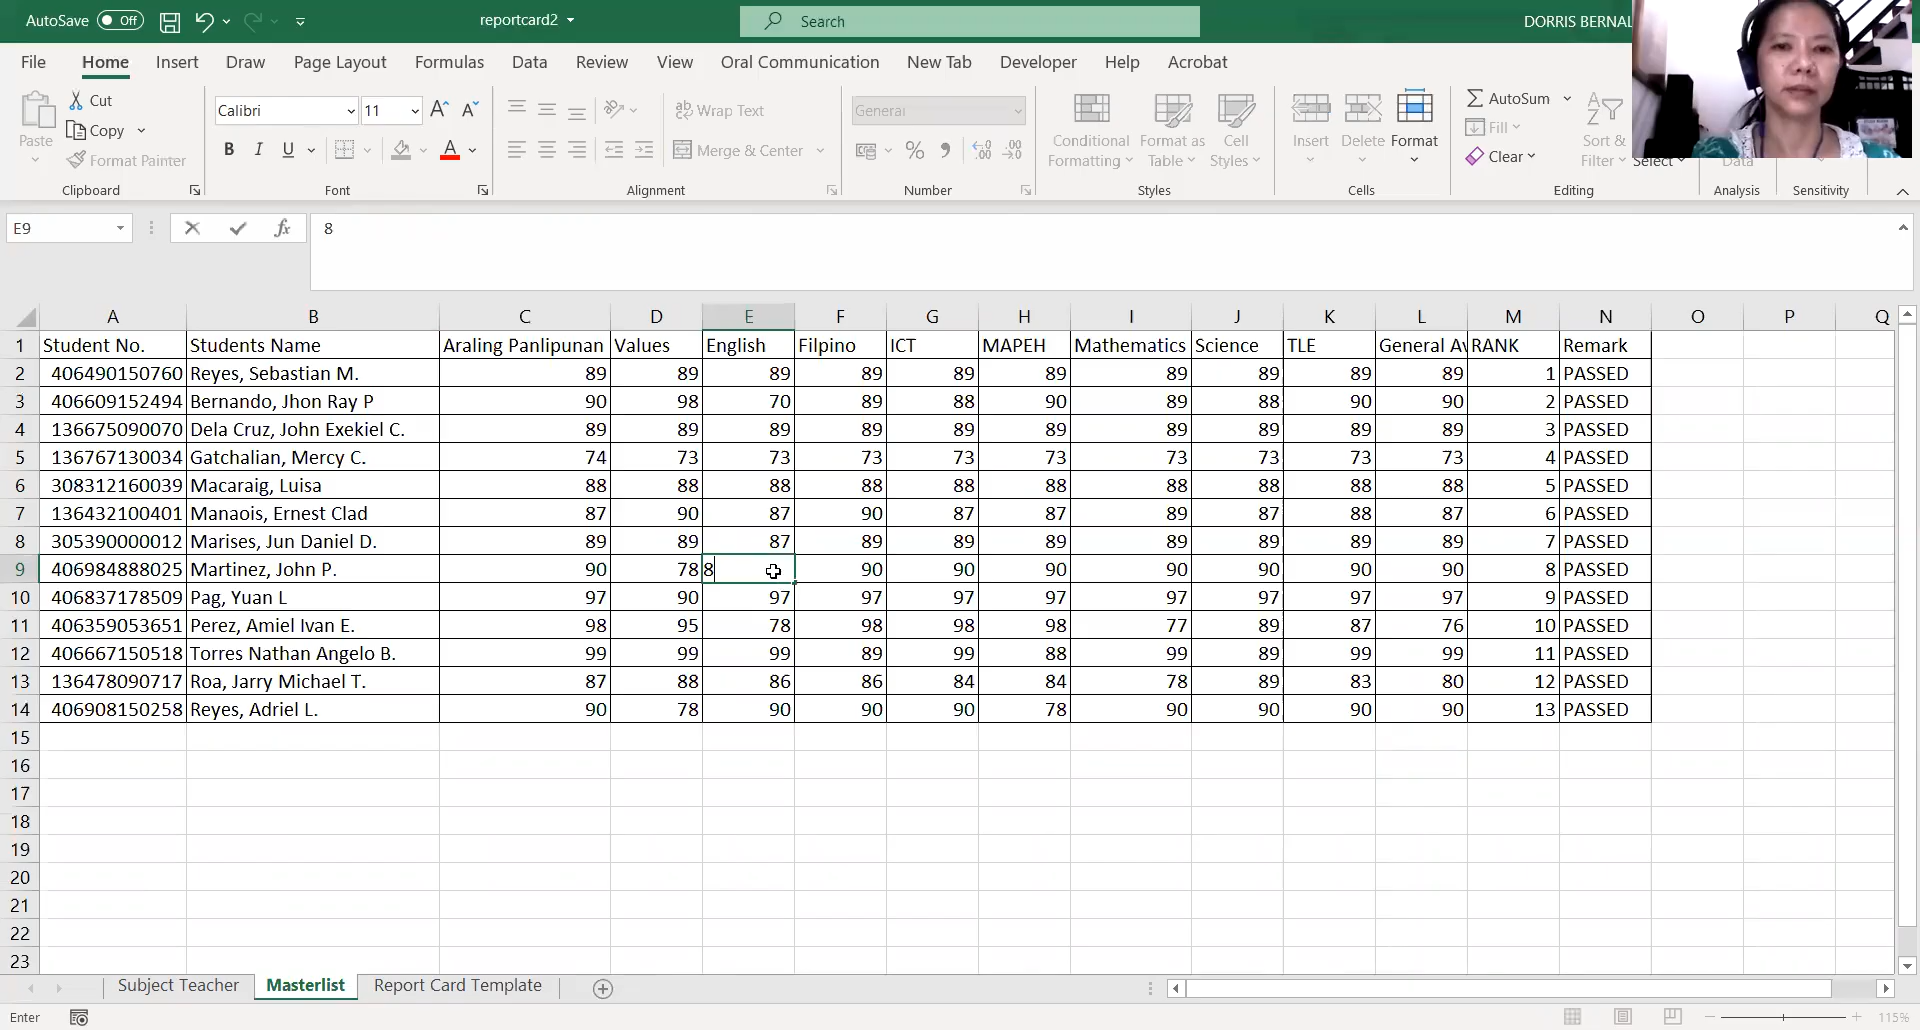 AutoSave Off reportcard2 Search DORRIS BERNAL
File Home Insert Draw Page Layout Formulas Data Review View Oral Communication New Tab Developer Help Acrobat
Paste Cut Copy Format Painter Clipboard
Calibri 11 B I U Font
Wrap Text Merge & Center Alignment
General % Number
Conditional Formatting Format as Table Cell Styles Styles
Insert Delete Format Cells
AutoSum Fill Clear Sort & Filter Select Editing
Data Analysis Sensitivity
E9 fx 8
A B C D E F G H I J K L M N O P Q
1 Student No. Students Name Araling Panlipunan Values English Filpino ICT MAPEH Mathematics Science TLE General Av RANK Remark
2 406490150760 Reyes, Sebastian M. 89 89 89 89 89 89 89 89 89 89 1 PASSED
3 406609152494 Bernando, Jhon Ray P 90 98 70 89 88 90 89 88 90 90 2 PASSED
4 136675090070 Dela Cruz, John Exekiel C. 89 89 89 89 89 89 89 89 89 89 3 PASSED
5 136767130034 Gatchalian, Mercy C. 74 73 73 73 73 73 73 73 73 73 4 PASSED
6 308312160039 Macaraig, Luisa 88 88 88 88 88 88 88 88 88 88 5 PASSED
7 136432100401 Manaois, Ernest Clad 87 90 87 90 87 87 89 87 88 87 6 PASSED
8 305390000012 Marises, Jun Daniel D. 89 89 87 89 89 89 89 89 89 89 7 PASSED
9 406984888025 Martinez, John P. 90 78 8 90 90 90 90 90 90 90 8 PASSED
10 406837178509 Pag, Yuan L 97 90 97 97 97 97 97 97 97 97 9 PASSED
11 406359053651 Perez, Amiel Ivan E. 98 95 78 98 98 98 77 89 87 76 10 PASSED
12 406667150518 Torres Nathan Angelo B. 99 99 99 89 99 88 99 89 99 99 11 PASSED
13 136478090717 Roa, Jarry Michael T. 87 88 86 86 84 84 78 89 83 80 12 PASSED
14 406908150258 Reyes, Adriel L. 90 78 90 90 90 78 90 90 90 90 13 PASSED
15
16
17
18
19
20
21
22
23
Subject Teacher Masterlist Report Card Template
Enter 115%